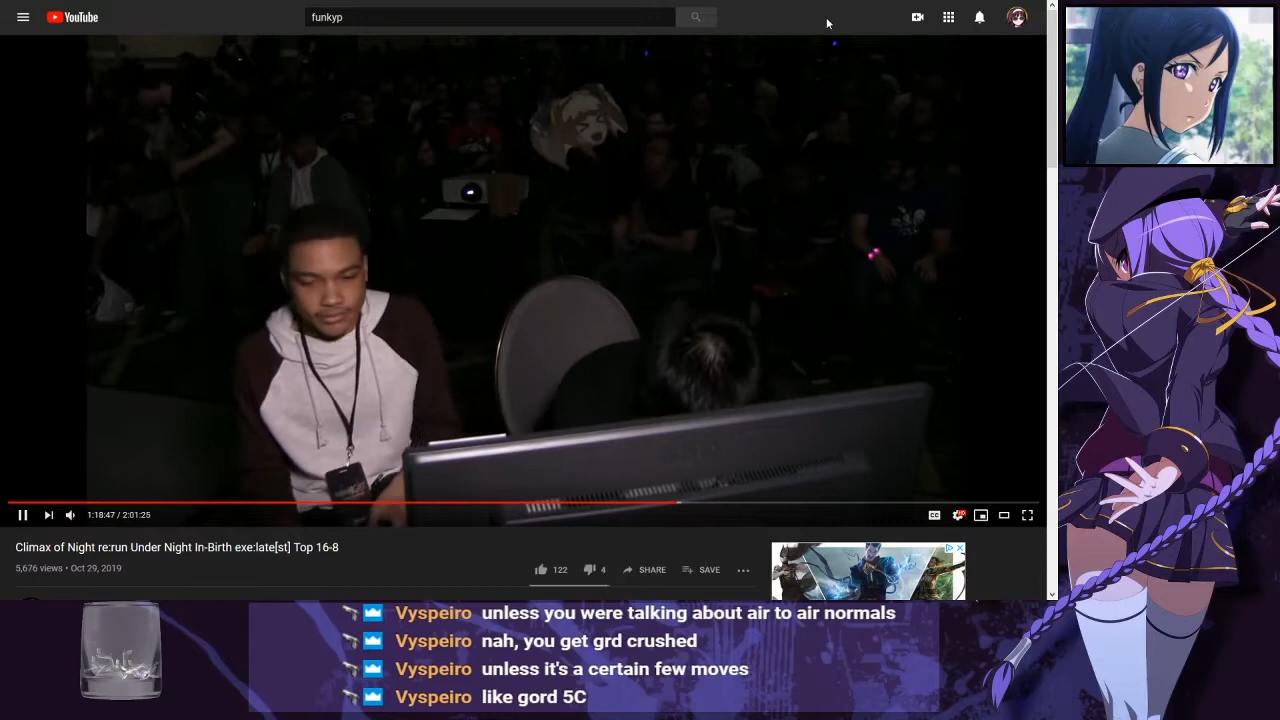 YouTube
funkyp
1:18:47 / 2:01:25
CC
HD
Climax of Night re:run Under Night In-Birth exe:late[st] Top 16-8
5,676 views • Oct 29, 2019
122
4
SHARE
SAVE
Vyspeiro unless you were talking about air to air normals
Vyspeiro nah, you get grd crushed
Vyspeiro unless it's a certain few moves
Vyspeiro like gord 5C